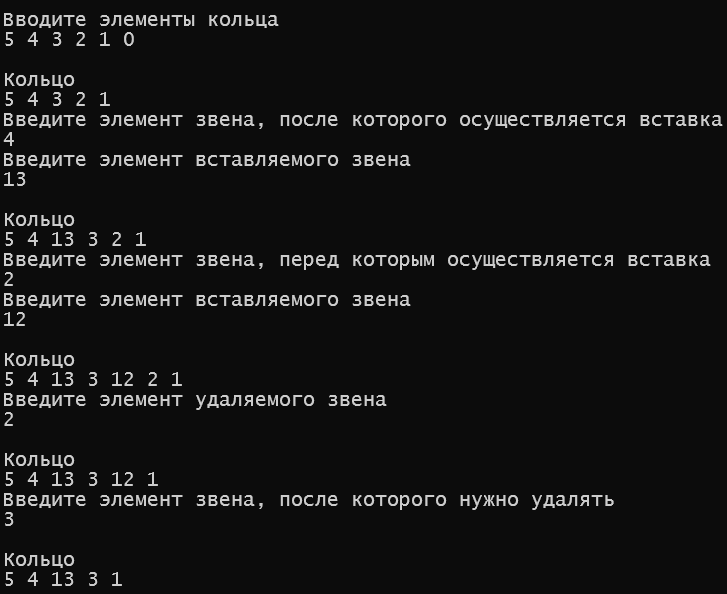 Вводите элементы кольца
5 4 3 2 1 0
Кольцо
5 4 3 2 1
Введите элемент звена, после которого осуществляется вставка
4
Введите элемент вставляемого звена
13
Кольцо
5 4 13 3 2 1
Введите элемент звена, перед которым осуществляется вставка
2
Введите элемент вставляемого звена
12
Кольцо
5 4 13 3 12 2 1
Введите элемент удаляемого звена
2
Кольцо
5 4 13 3 12 1
Введите элемент звена, после которого нужно удалять
3
Кольцо
5 4 13 3 1